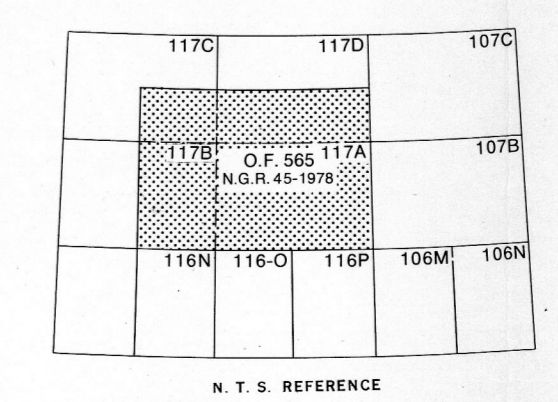 117C 117D 107C
117B O.F. 565 117A 107B
N.G.R. 45-1978
116N 116-O 116P 106M 106N
N. T. S. REFERENCE